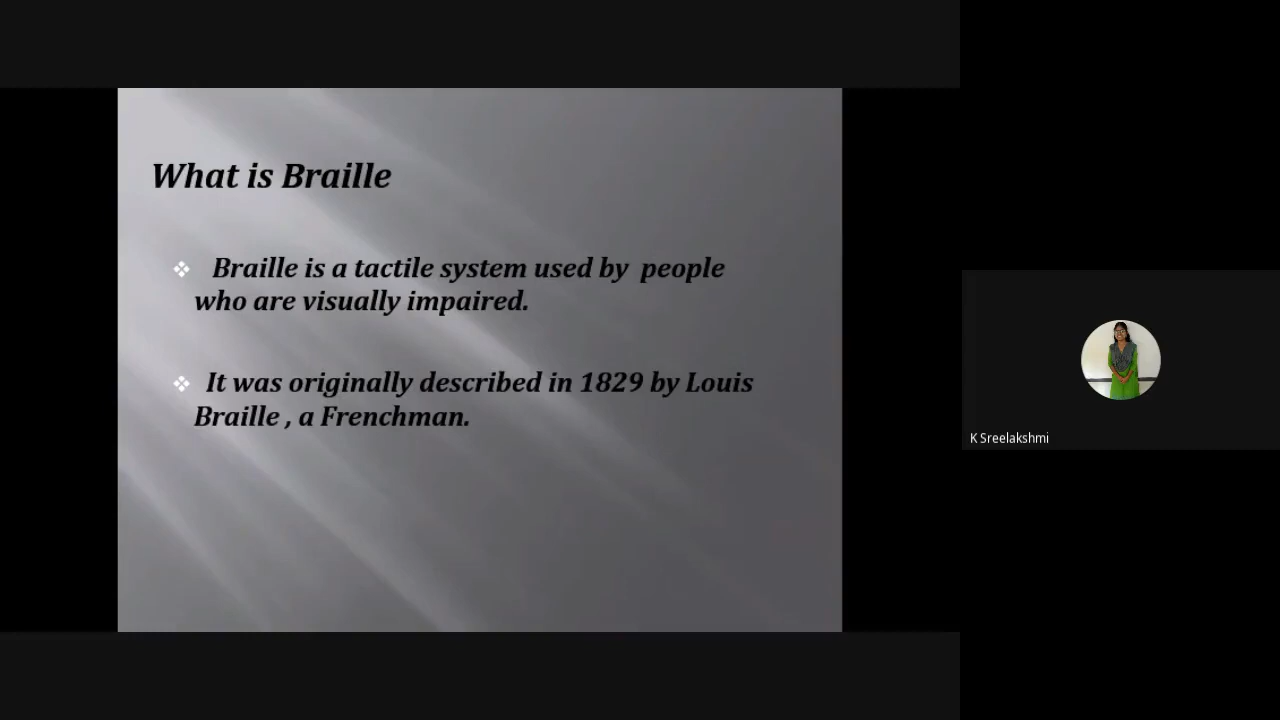 What is Braille
Braille is a tactile system used by people
who are visually impaired.
It was originally described in 1829 by Louis
Braille , a Frenchman.
K Sreelakshmi